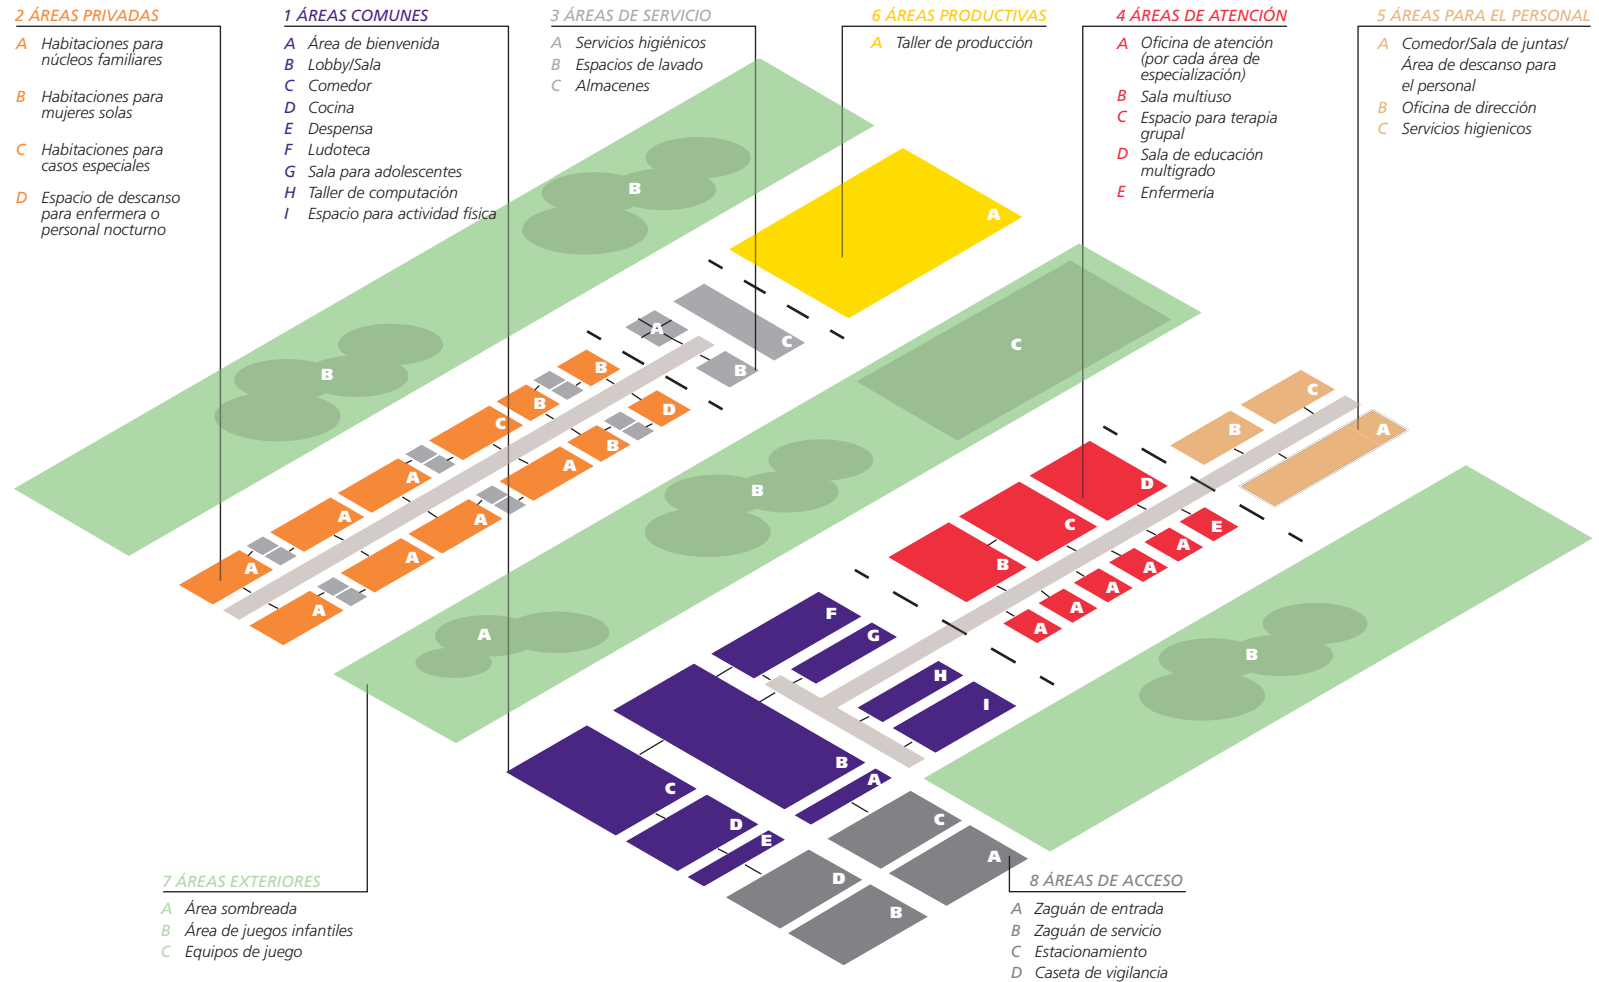 2 ÁREAS PRIVADAS
A Habitaciones para
núcleos familiares
B Habitaciones para
mujeres solas
C Habitaciones para
casos especiales
D Espacio de descanso
para enfermera o
personal nocturno
1 ÁREAS COMUNES
A Área de bienvenida
B Lobby/Sala
C Comedor
D Cocina
E Despensa
F Ludoteca
G Sala para adolescentes
H Taller de computación
I Espacio para actividad física
3 ÁREAS DE SERVICIO
A Servicios higiénicos
B Espacios de lavado
C Almacenes
6 ÁREAS PRODUCTIVAS
A Taller de producción
4 ÁREAS DE ATENCIÓN
A Oficina de atención
(por cada área de
especialización)
B Sala multiuso
C Espacio para terapia
grupal
D Sala de educación
multigrado
E Enfermería
5 ÁREAS PARA EL PERSONAL
A Comedor/Sala de juntas/
Área de descanso para
el personal
B Oficina de dirección
C Servicios higienicos
B
A
A
C
B
C
B
B
B
D
C
B
A
A
A
A
A
A
A
C
B
A
D
B
C
E
B
A
A
A
A
A
B
A
F
G
H
I
B
B
A
C
D
E
C
A
D
B
7 ÁREAS EXTERIORES
A Área sombreada
B Área de juegos infantiles
C Equipos de juego
8 ÁREAS DE ACCESO
A Zaguán de entrada
B Zaguán de servicio
C Estacionamiento
D Caseta de vigilancia